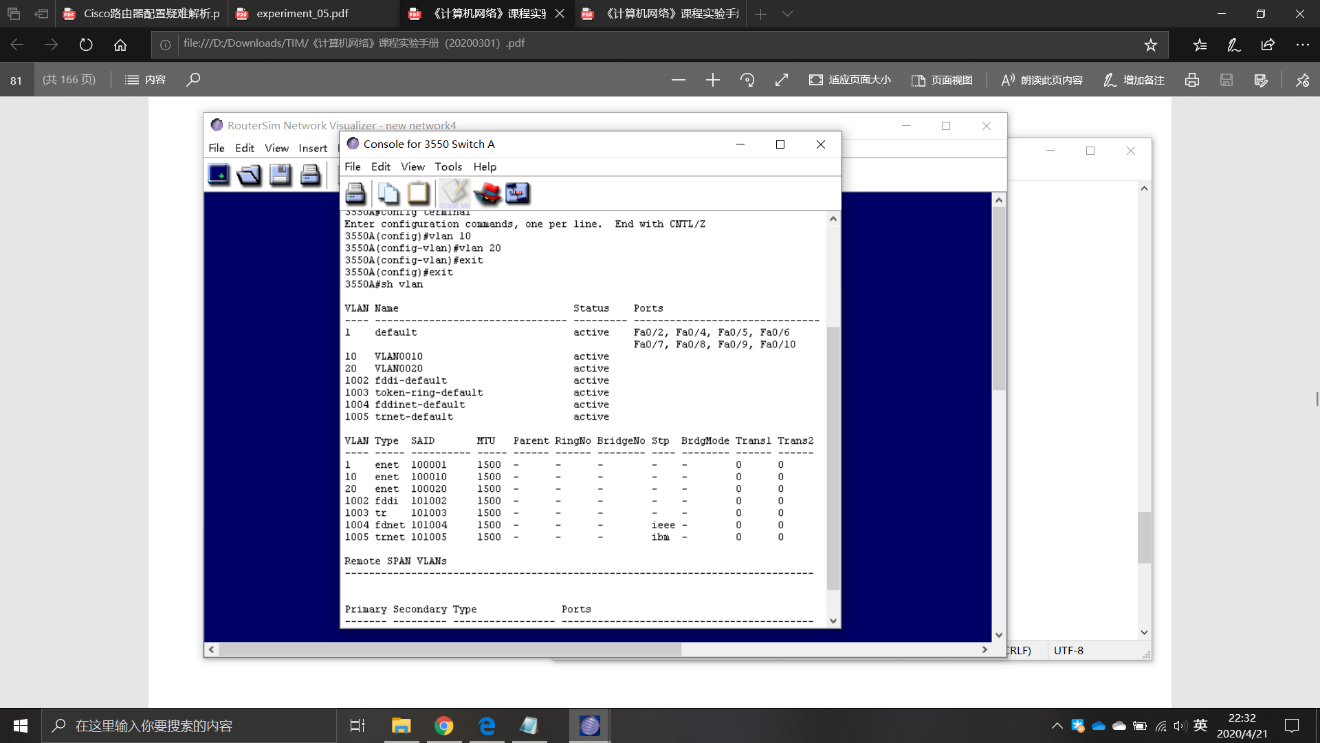 Cisco路由器配置疑难解析.p
experiment_05.pdf
《计算机网络》课程实验
《计算机网络》课程实验手册
file:///D:/Downloads/TIM/《计算机网络》课程实验手册（20200301）.pdf
81 (共 166 页) 内容 适应页面大小 页面视图 朗读此页内容 增加备注
RouterSim Network Visualizer - new network4
File Edit View Insert
Console for 3550 Switch A
File Edit View Tools Help
3550A#config terminal
Enter configuration commands, one per line.  End with CNTL/Z
3550A(config)#vlan 10
3550A(config-vlan)#vlan 20
3550A(config-vlan)#exit
3550A(config)#exit
3550A#sh vlan
VLAN Name                             Status    Ports
---- -------------------------------- --------- -------------------------------
1    default                          active    Fa0/2, Fa0/4, Fa0/5, Fa0/6
                                                Fa0/7, Fa0/8, Fa0/9, Fa0/10
10   VLAN0010                         active
20   VLAN0020                         active
1002 fddi-default                     active
1003 token-ring-default               active
1004 fddinet-default                  active
1005 trnet-default                    active
VLAN Type  SAID       MTU   Parent RingNo BridgeNo Stp  BrdgMode Trans1 Trans2
---- ----- ---------- ----- ------ ------ -------- ---- -------- ------ ------
1    enet  100001     1500  -      -      -        -    -        0      0
10   enet  100010     1500  -      -      -        -    -        0      0
20   enet  100020     1500  -      -      -        -    -        0      0
1002 fddi  101002     1500  -      -      -        -    -        0      0
1003 tr    101003     1500  -      -      -        -    -        0      0
1004 fdnet 101004     1500  -      -      -        ieee -        0      0
1005 trnet 101005     1500  -      -      -        ibm  -        0      0
Remote SPAN VLANs
------------------------------------------------------------------------------
Primary Secondary Type              Ports
------- --------- ----------------- ------------------------------------------
CRLF) UTF-8
在这里输入你要搜索的内容
英
22:32
2020/4/21